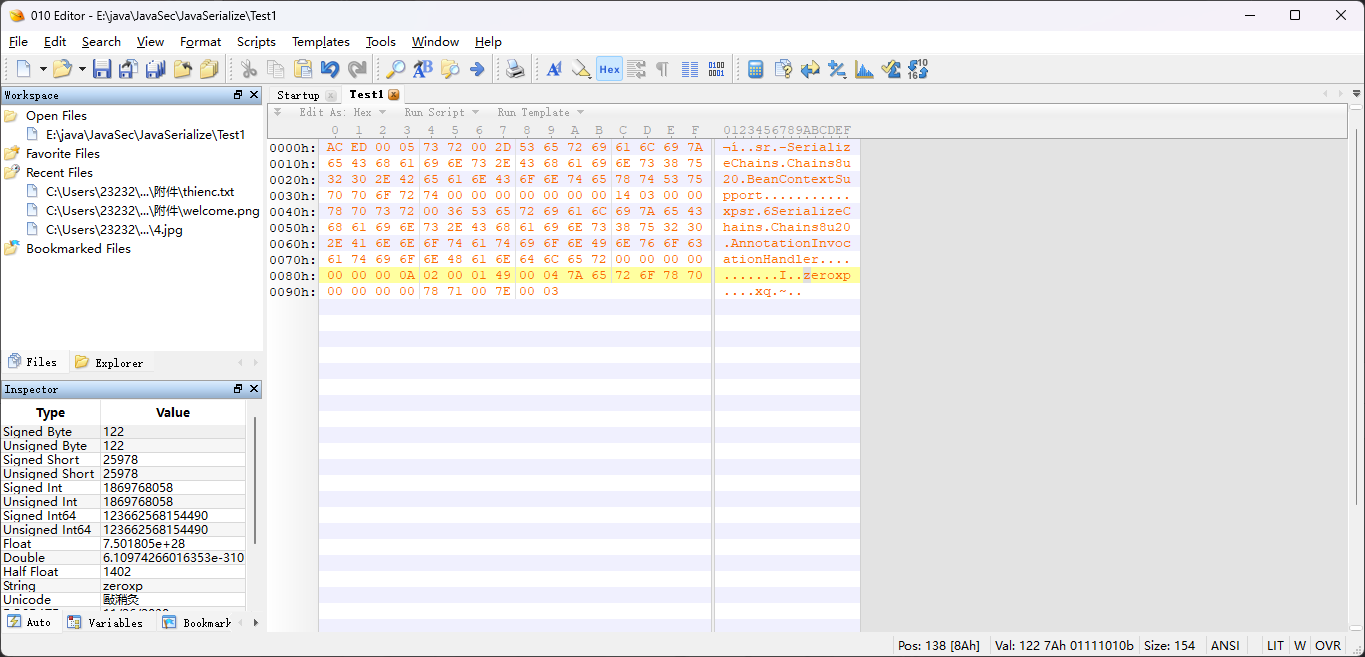 010 Editor - E:\java\JavaSec\JavaSerialize\Test1
File Edit Search View Format Scripts Templates Tools Window Help
Workspace
Open Files
E:\java\JavaSec\JavaSerialize\Test1
Favorite Files
Recent Files
C:\Users\23232\...\附件\thienc.txt
C:\Users\23232\...\附件\welcome.png
C:\Users\23232\...\4.jpg
Bookmarked Files
Files Explorer
Inspector
Type Value
Signed Byte 122
Unsigned Byte 122
Signed Short 25978
Unsigned Short 25978
Signed Int 1869768058
Unsigned Int 1869768058
Signed Int64 123662568154490
Unsigned Int64 123662568154490
Float 7.501805e+28
Double 6.10974266016353e-310
Half Float 1402
String zeroxp
Unicode
Auto Variables Bookmark
Startup Test1
Edit As: Hex Run Script Run Template
0 1 2 3 4 5 6 7 8 9 A B C D E F 0123456789ABCDEF
0000h: AC ED 00 05 73 72 00 2D 53 65 72 69 61 6C 69 7A ¬í..sr.-Serializ
0010h: 65 43 68 61 69 6E 73 2E 43 68 61 69 6E 73 38 75 eChains.Chains8u
0020h: 32 30 2E 42 65 61 6E 43 6F 6E 74 65 78 74 53 75 20.BeanContextSu
0030h: 70 70 6F 72 74 00 00 00 00 00 00 00 14 03 00 00 pport...........
0040h: 78 70 73 72 00 36 53 65 72 69 61 6C 69 7A 65 43 xpsr.6SerializeC
0050h: 68 61 69 6E 73 2E 43 68 61 69 6E 73 38 75 32 30 hains.Chains8u20
0060h: 2E 41 6E 6E 6F 74 61 74 69 6F 6E 49 6E 76 6F 63 .AnnotationInvoc
0070h: 61 74 69 6F 6E 48 61 6E 64 6C 65 72 00 00 00 00 ationHandler....
0080h: 00 00 00 0A 02 00 01 49 00 04 7A 65 72 6F 78 70 .......I..zeroxp
0090h: 00 00 00 00 78 71 00 7E 00 03 ....xq.~..
Pos: 138 [8Ah] Val: 122 7Ah 01111010b Size: 154 ANSI LIT W OVR